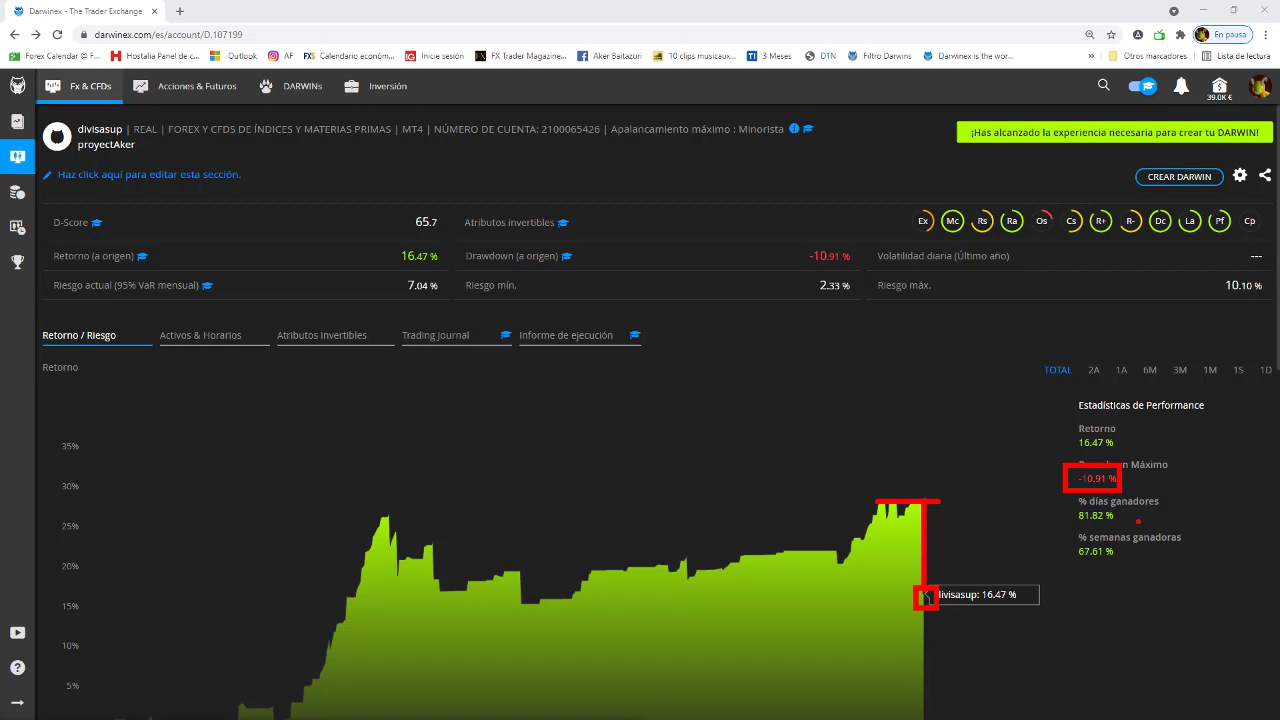 Darwinex - The Trader Exchange
darwinex.com/es/account/D.107199
En pausa
Forex Calendar @ F...
Hostalia Panel de c...
Outlook
AF
Calendario económ...
Inicie sesión
FX Trader Magazine...
Aker Baitazuri
10 clips musicaux...
3 Meses
DTN
Filtro Darwins
Darwinex is the wor...
»
Otros marcadores
Lista de lectura
Fx & CFDs
Acciones & Futuros
DARWINs
Inversión
39.0K €
divisasup | REAL | FOREX Y CFDS DE ÍNDICES Y MATERIAS PRIMAS | MT4 | NÚMERO DE CUENTA: 2100065426 | Apalancamiento máximo : Minorista
proyectAker
¡Has alcanzado la experiencia necesaria para crear tu DARWIN!
Haz click aquí para editar esta sección.
CREAR DARWIN
D-Score 65.7
Atributos invertibles
Ex Mc Rs Ra Os Cs R+ R- Dc La Pf Cp
Retorno (a origen) 16.47 %
Drawdown (a origen) -10.91 %
Volatilidad diaria (Último año) ---
Riesgo actual (95% VaR mensual) 7.04 %
Riesgo mín. 2.33 %
Riesgo máx. 10.10 %
Retorno / Riesgo
Activos & Horarios
Atributos invertibles
Trading Journal
Informe de ejecución
Retorno
TOTAL 2A 1A 6M 3M 1M 1S 1D
Estadísticas de Performance
Retorno
16.47 %
Máximo
-10.91 %
% días ganadores
81.82 %
% semanas ganadoras
67.61 %
35%
30%
25%
20%
15%
10%
5%
divisasup: 16.47 %